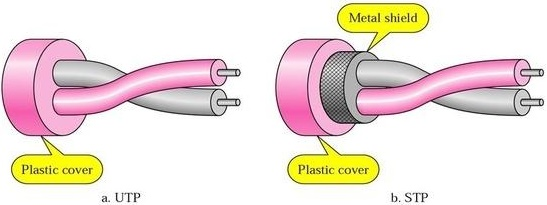 Metal shield
Plastic cover
Plastic cover
a. UTP
b. STP